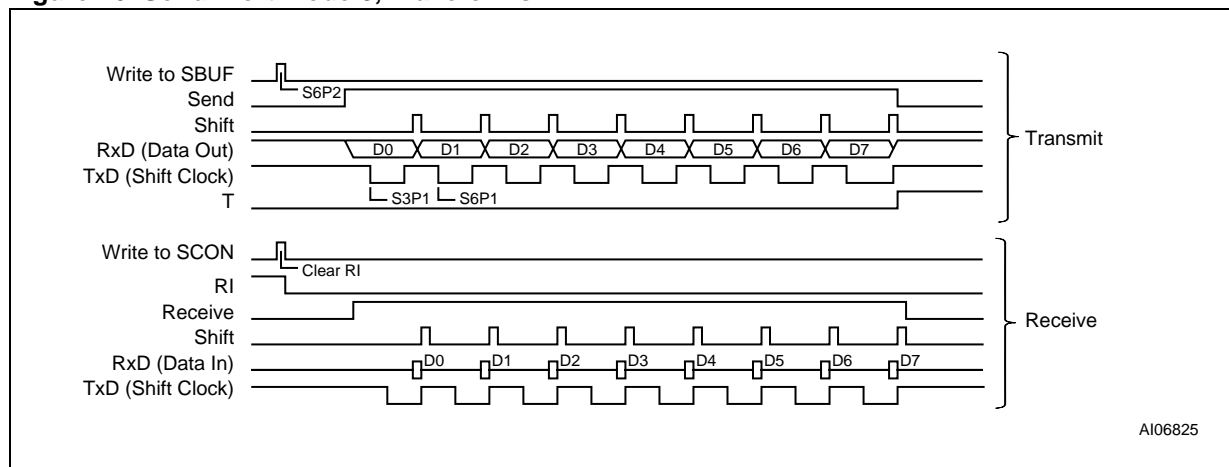 Write to SBUF
S6P2
Send
Shift
RxD (Data Out)
D0 D1 D2 D3 D4 D5 D6 D7
TxD (Shift Clock)
S3P1 S6P1
T
Transmit
Write to SCON
Clear RI
RI
Receive
Receive
Shift
RxD (Data In)
D0 D1 D2 D3 D4 D5 D6 D7
TxD (Shift Clock)
AI06825